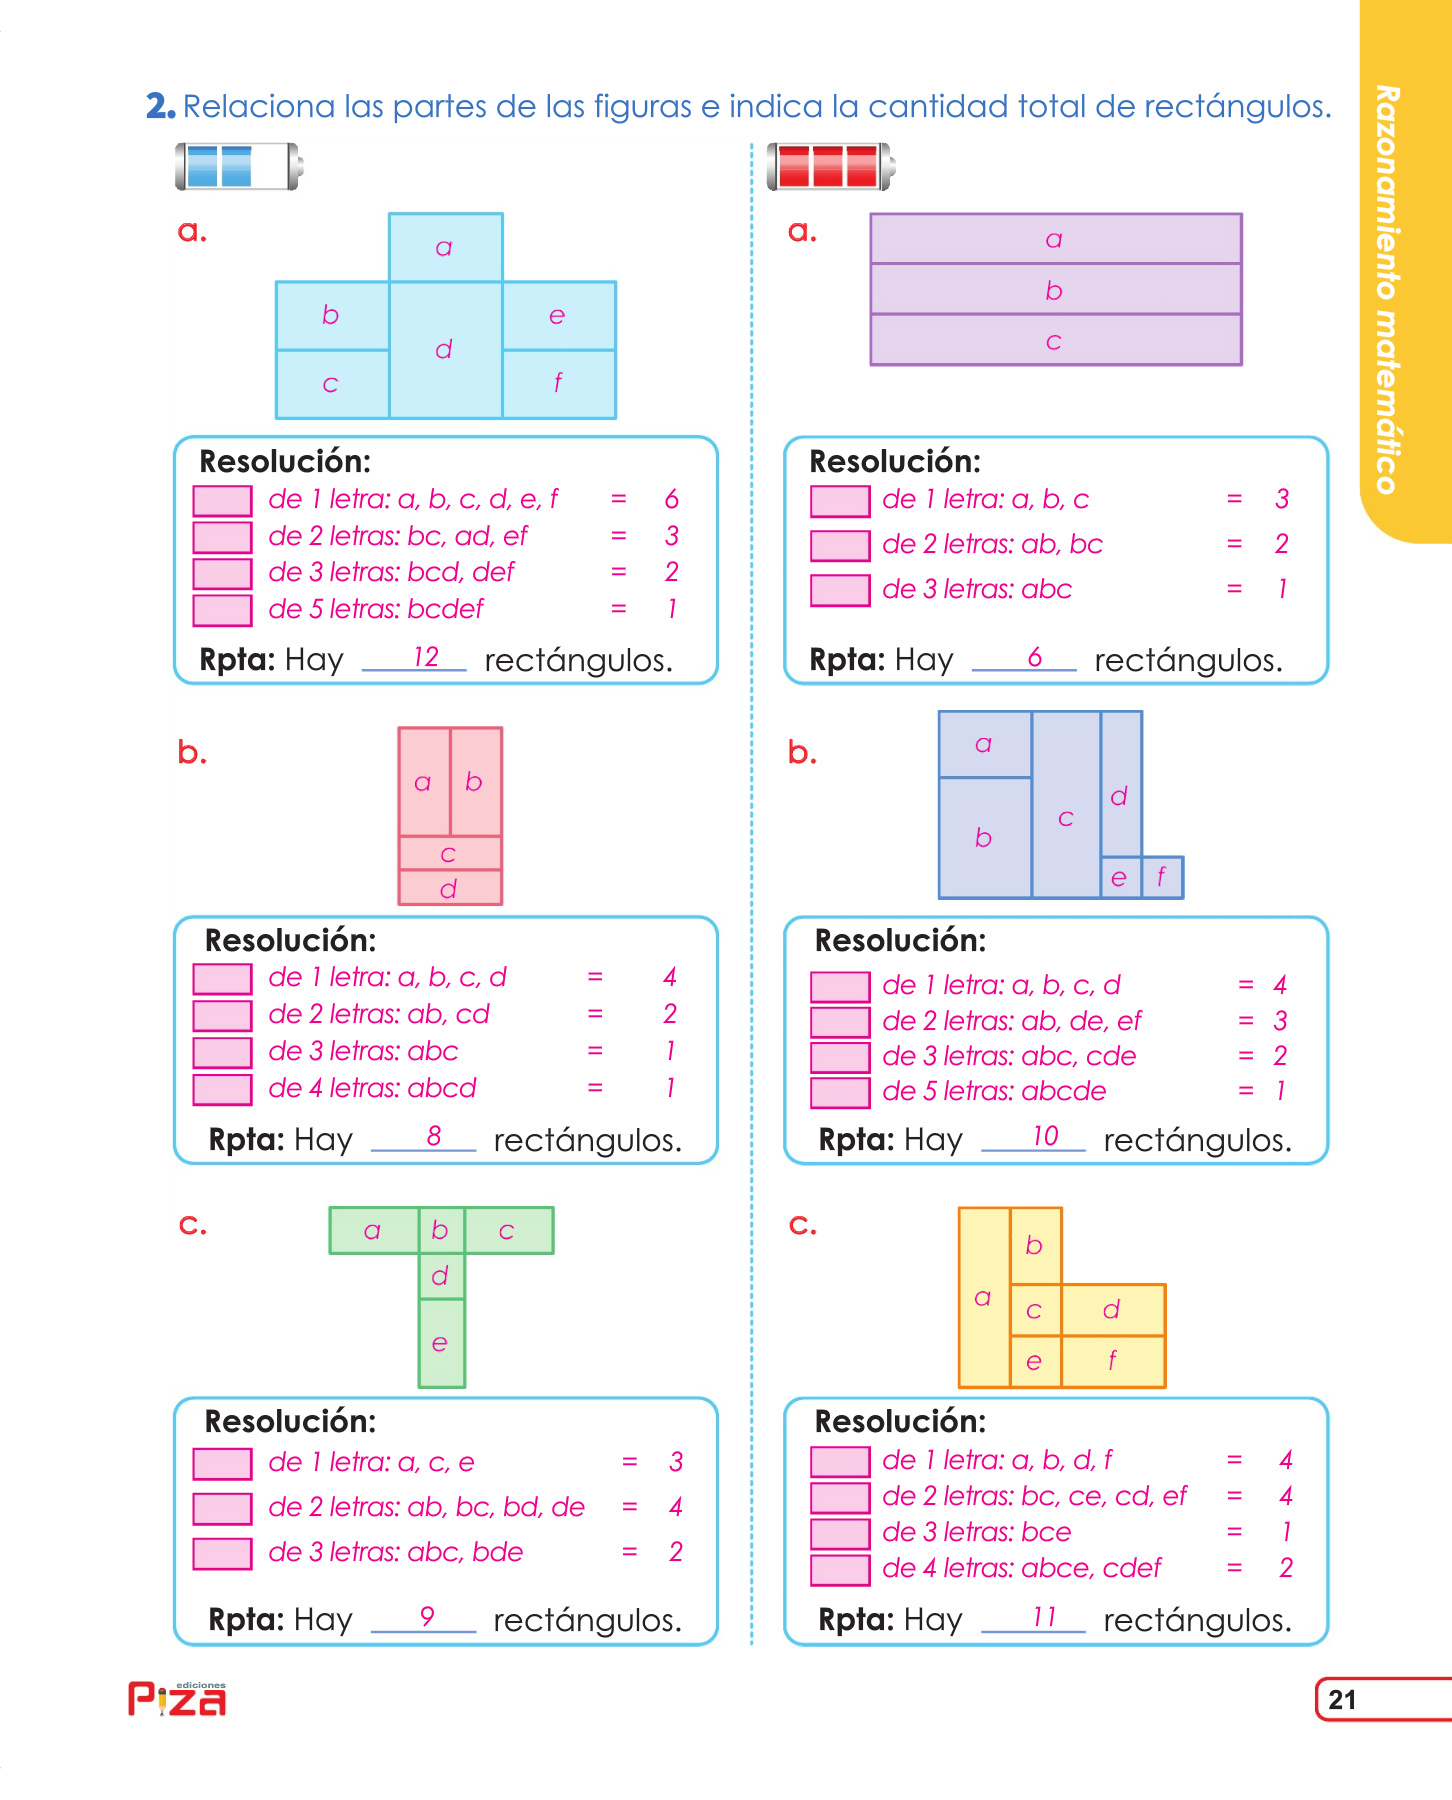 2. Relaciona las partes de las figuras e indica la cantidad total de rectángulos.
a.
a
b
e
d
c
f
Resolución:
de 1 letra: a, b, c, d, e, f = 6
de 2 letras: bc, ad, ef = 3
de 3 letras: bcd, def = 2
de 5 letras: bcdef = 1
Rpta: Hay 12 rectángulos.
b.
a b
c
d
Resolución:
de 1 letra: a, b, c, d = 4
de 2 letras: ab, cd = 2
de 3 letras: abc = 1
de 4 letras: abcd = 1
Rpta: Hay 8 rectángulos.
c.
a b c
d
e
Resolución:
de 1 letra: a, c, e = 3
de 2 letras: ab, bc, bd, de = 4
de 3 letras: abc, bde = 2
Rpta: Hay 9 rectángulos.
a.
a
b
c
Resolución:
de 1 letra: a, b, c = 3
de 2 letras: ab, bc = 2
de 3 letras: abc = 1
Rpta: Hay 6 rectángulos.
b.
a
d
c
b
e f
Resolución:
de 1 letra: a, b, c, d = 4
de 2 letras: ab, de, ef = 3
de 3 letras: abc, cde = 2
de 5 letras: abcde = 1
Rpta: Hay 10 rectángulos.
c.
b
a
c d
e f
Resolución:
de 1 letra: a, b, d, f = 4
de 2 letras: bc, ce, cd, ef = 4
de 3 letras: bce = 1
de 4 letras: abce, cdef = 2
Rpta: Hay 11 rectángulos.
Razonamiento matemático
ediciones
Piza
21